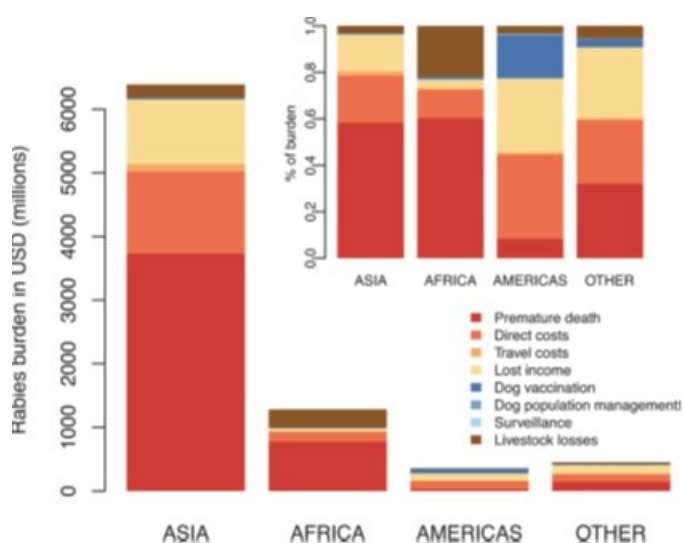 Rabies burden in USD (millions)
6000
5000
4000
3000
2000
1000
0
ASIA
AFRICA
AMERICAS
OTHER
% of burden
1.0
0.8
0.6
0.4
0.2
0.0
ASIA
AFRICA
AMERICAS
OTHER
Premature death
Direct costs
Travel costs
Lost income
Dog vaccination
Dog population management
Surveillance
Livestock losses